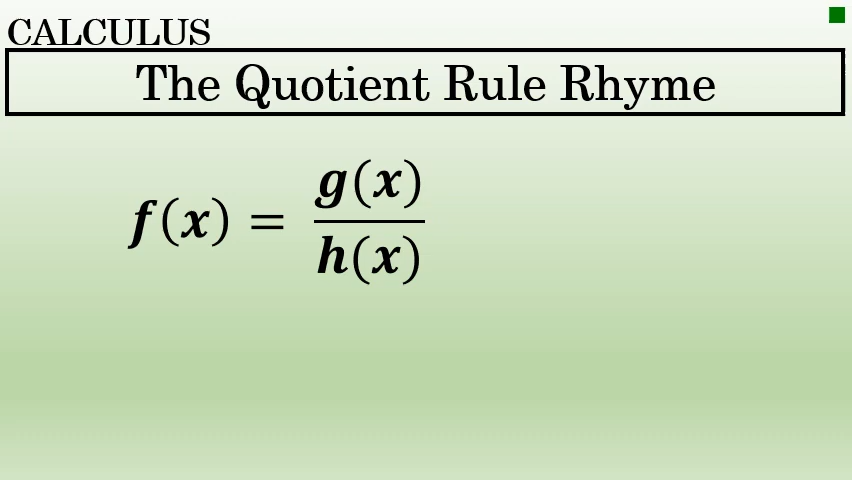 CALCULUS
The Quotient Rule Rhyme
f(x) = g(x)/h(x)